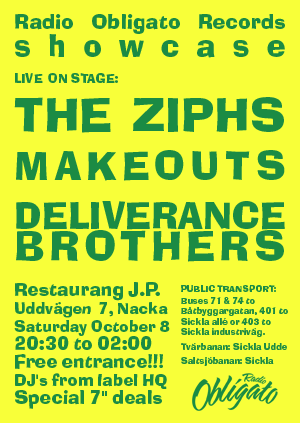 Radio Obligato Records
showcase
LIVE ON STAGE:
THE ZIPHS
MAKEOUTS
DELIVERANCE
BROTHERS
Restaurang J.P.
Uddvägen 7, Nacka
Saturday October 8
20:30 to 02:00
Free entrance!!!
DJ's from label HQ
Special 7" deals
PUBLIC TRANSPORT:
Buses 71 & 74 to
Båtbyggargatan, 401 to
Sickla allé or 403 to
Sickla industriväg.
Tvärbanan: Sickla Udde
Saltsjöbanan: Sickla
Radio
Obligato